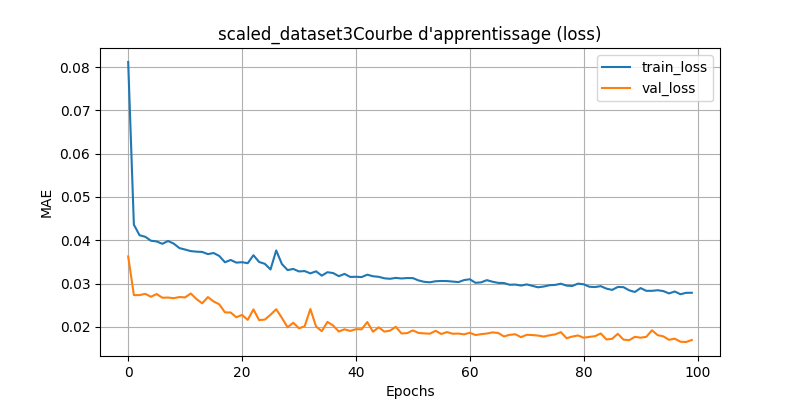 scaled_dataset3Courbe d'apprentissage (loss)
train_loss
val_loss
0.08
0.07
0.06
0.05
0.04
0.03
0.02
MAE
0 20 40 60 80 100
Epochs